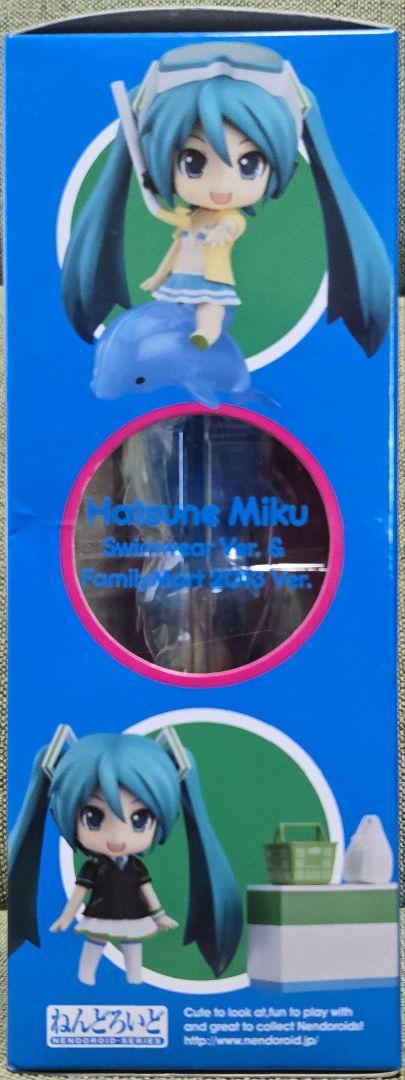 Hatsune Miku
Swimwear Ver. &
FamilyMart 2013 Ver.
ねんどろいど
NENDOROID-SERIES
Cute to look at,fun to play with
and great to collect Nendoroids!
http://www.nendoroid.jp/